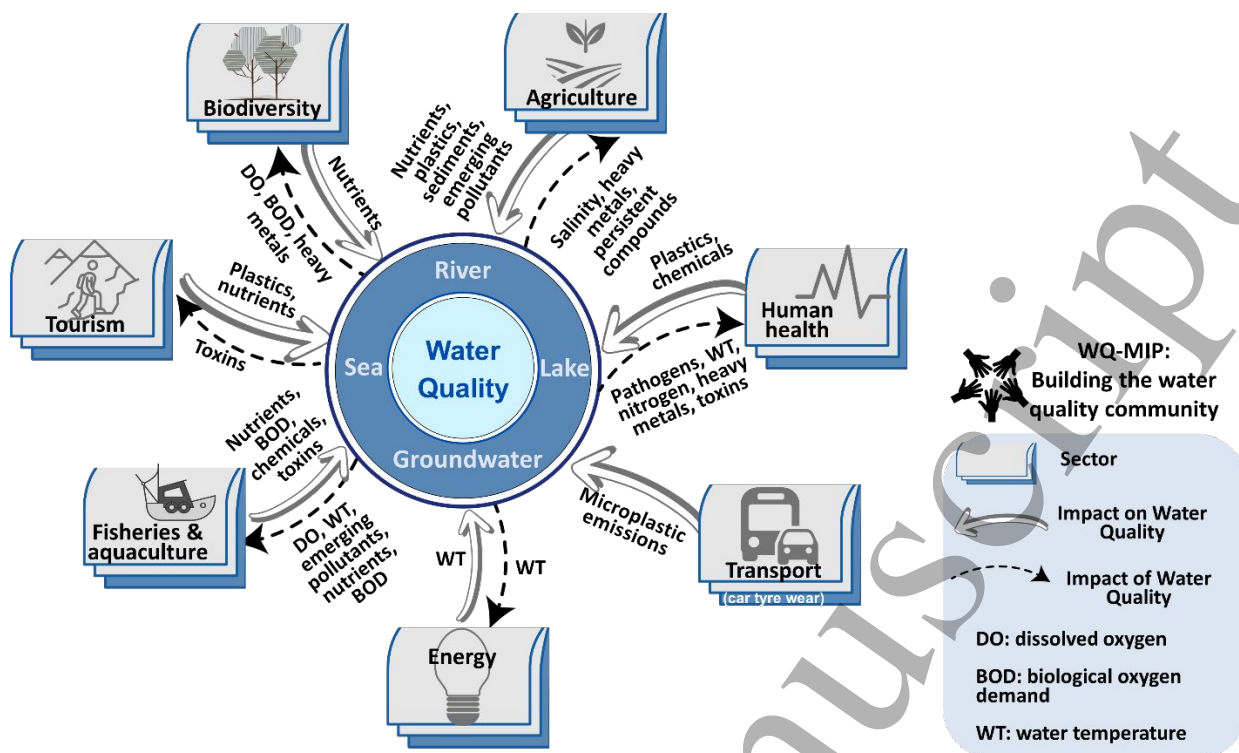 Biodiversity
Agriculture
Nutrients,
plastics,
sediments,
emerging
pollutants
Nutrients
DO, BOD, heavy
metals
Salinity, heavy
metals,
persistent
compounds
Plastics,
chemicals
Human
health
Tourism
Plastics,
nutrients
Toxins
River
Sea
Lake
Groundwater
Water
Quality
Pathogens, WT,
nitrogen, heavy
metals, toxins
Nutrients,
BOD,
chemicals,
toxins
Fisheries &
aquaculture
DO, WT,
emerging
pollutants,
nutrients,
BOD
WT
WT
Energy
Microplastic
emissions
Transport
(car tyre wear)
WQ-MIP:
Building the water
quality community
Sector
Impact on Water
Quality
Impact of Water
Quality
DO: dissolved oxygen
BOD: biological oxygen
demand
WT: water temperature
nuscript